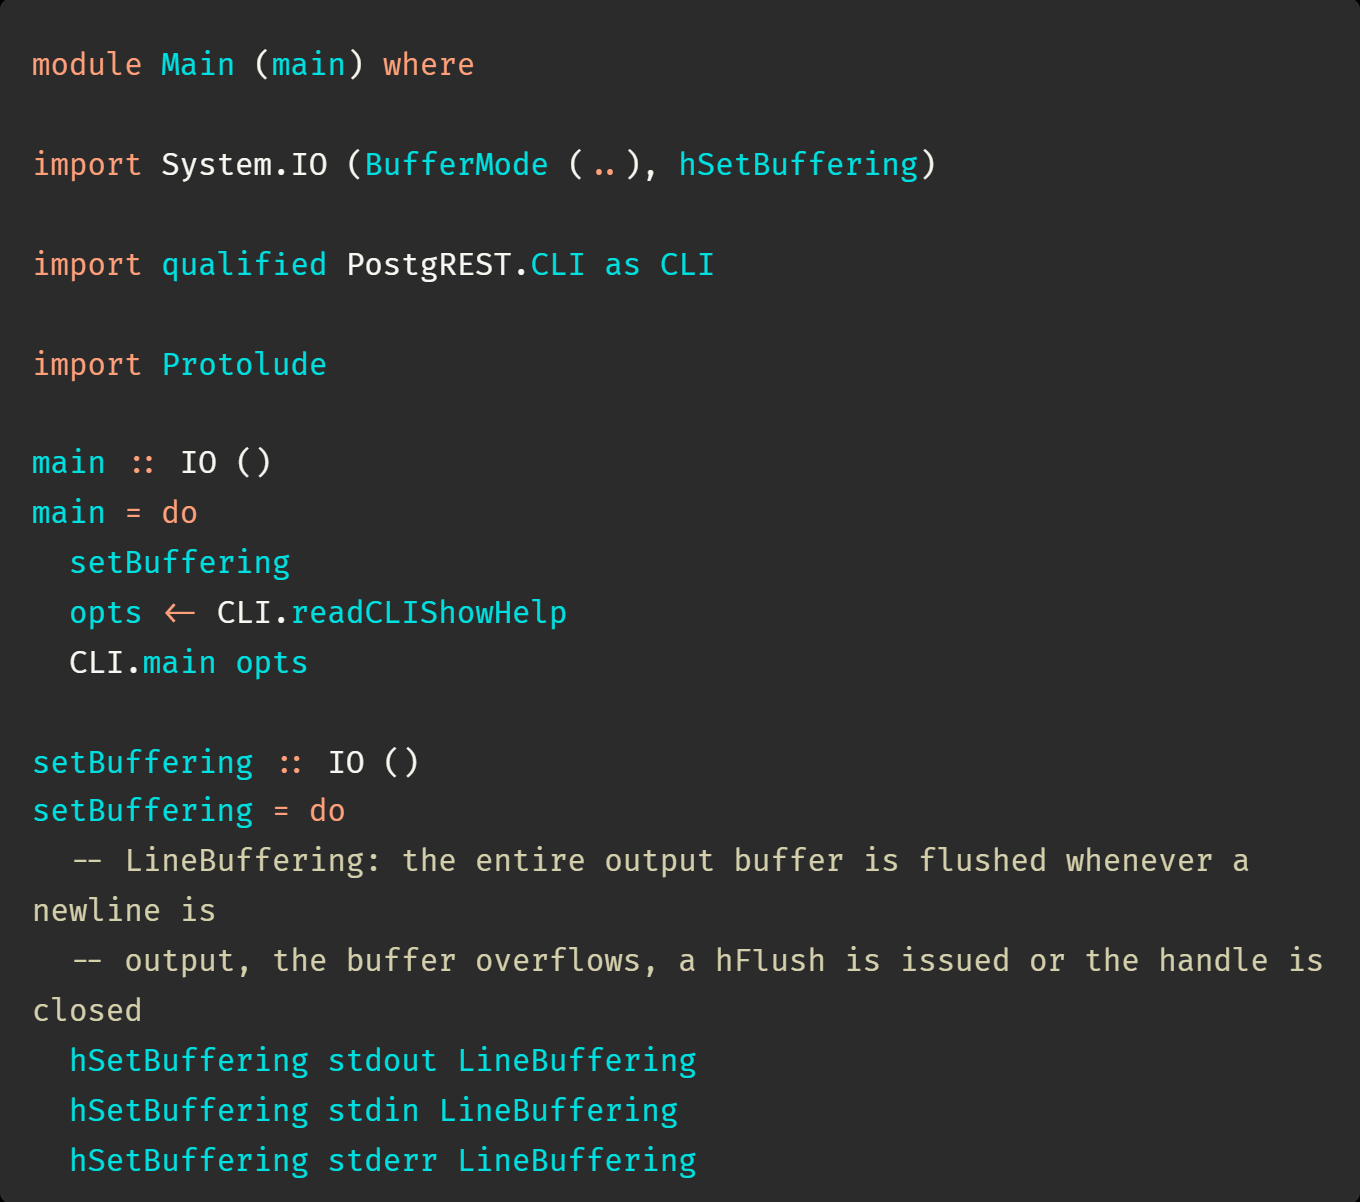 module Main (main) where

import System.IO (BufferMode (..), hSetBuffering)

import qualified PostgREST.CLI as CLI

import Protolude

main :: IO ()
main = do
  setBuffering
  opts <- CLI.readCLIShowHelp
  CLI.main opts

setBuffering :: IO ()
setBuffering = do
  -- LineBuffering: the entire output buffer is flushed whenever a
newline is
  -- output, the buffer overflows, a hFlush is issued or the handle is
closed
  hSetBuffering stdout LineBuffering
  hSetBuffering stdin LineBuffering
  hSetBuffering stderr LineBuffering